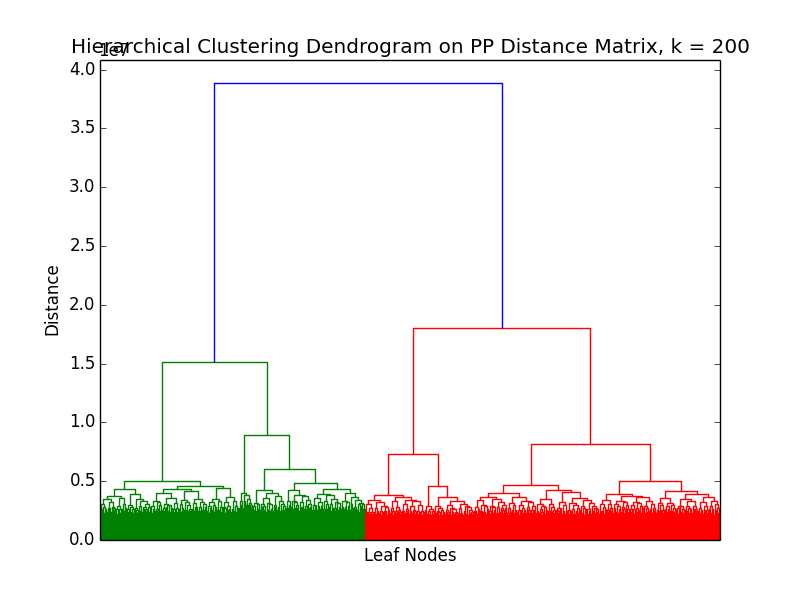 Hierarchical Clustering Dendrogram on PP Distance Matrix, k = 200
1e7
4.0
3.5
3.0
2.5
2.0
1.5
1.0
0.5
0.0
Distance
Leaf Nodes